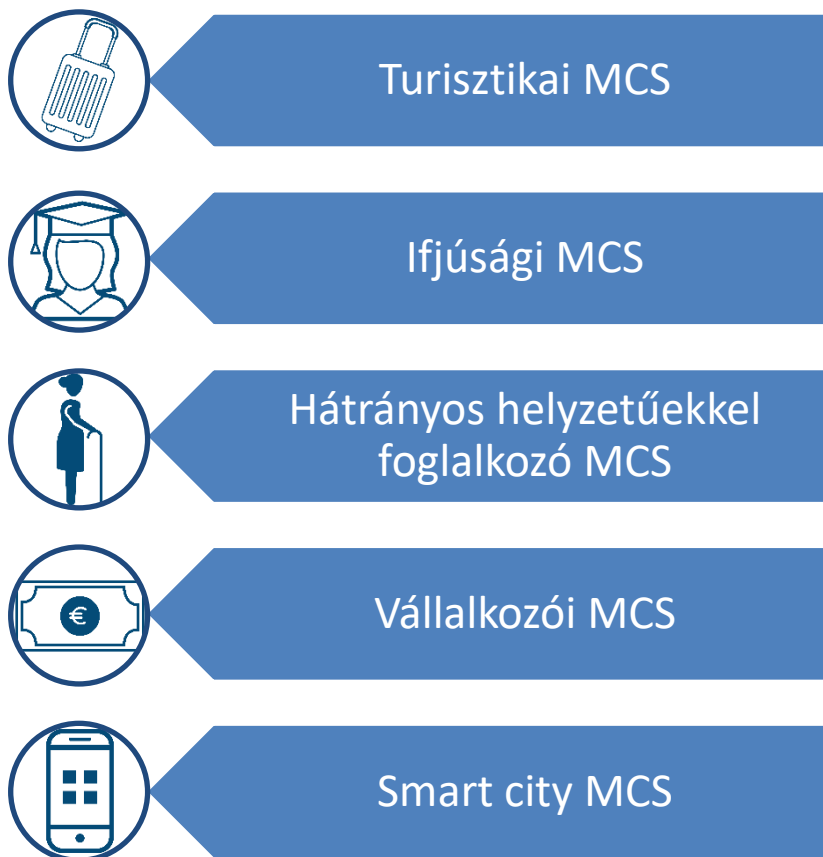 Turisztikai MCS
Ifjúsági MCS
Hátrányos helyzetűekkel
foglalkozó MCS
€
Vállalkozói MCS
Smart city MCS